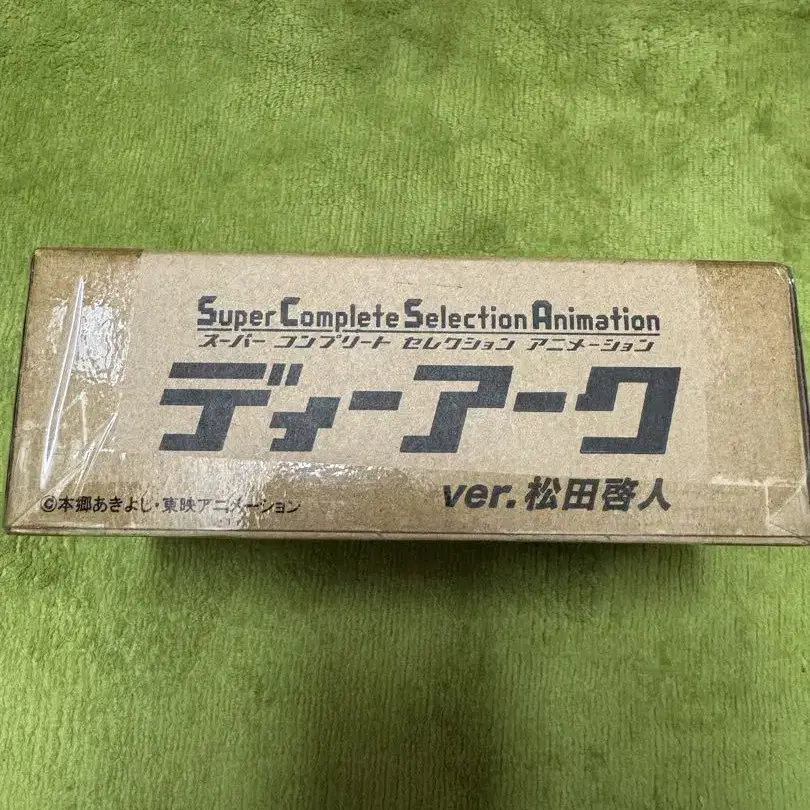 Super Complete Selection Animation
スーパー コンプリート セレクション アニメーション
ディーアーク
ver.松田啓人
©本郷あきよし・東映アニメーション